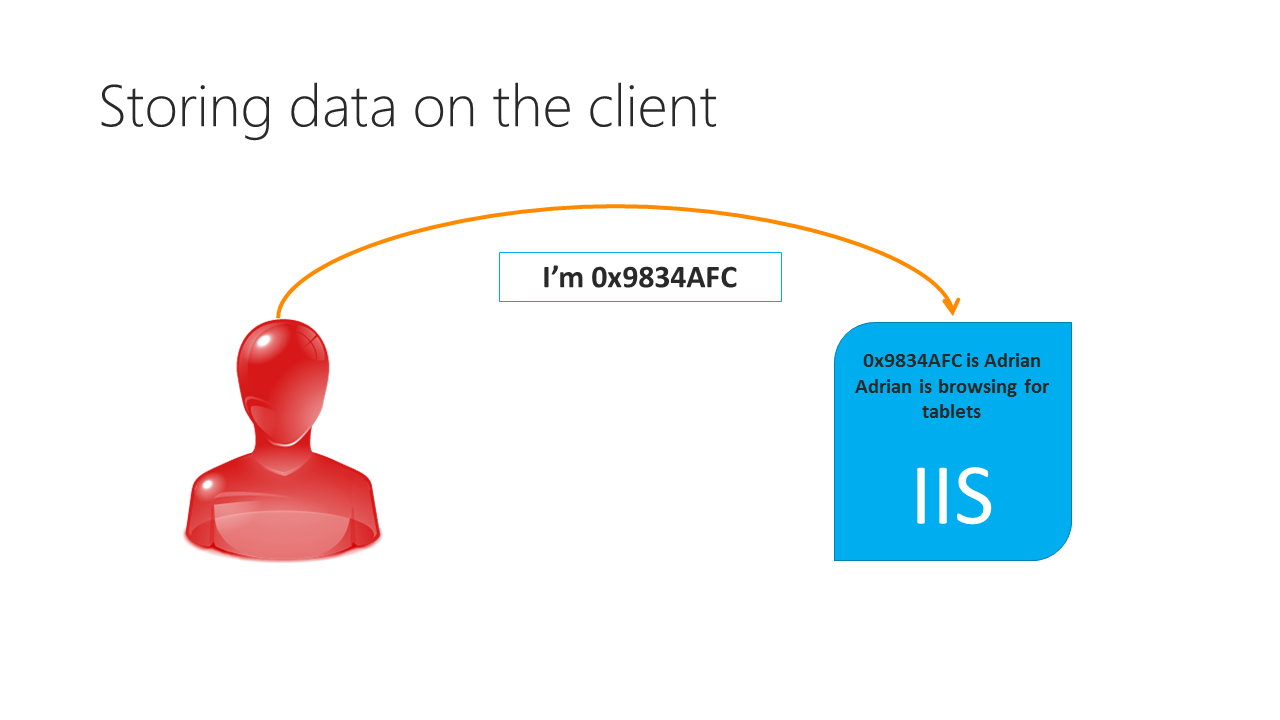 Storing data on the client
I’m 0x9834AFC
0x9834AFC is Adrian
Adrian is browsing for
tablets
IIS